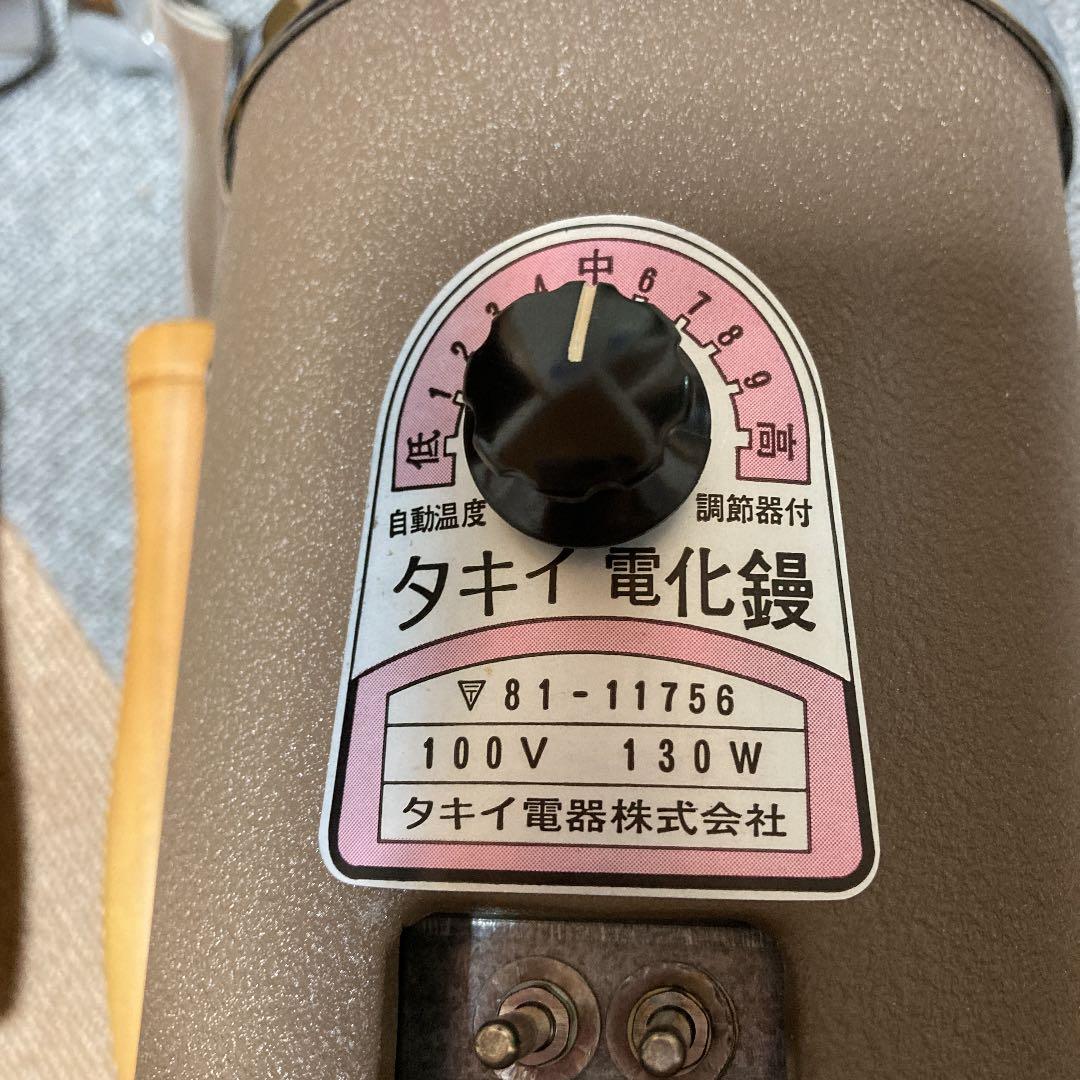 低 1 2 3 4 中 6 7 8 9 高
自動温度 調節器付
タキイ電化鏝
〒 81-11756
100V 130W
タキイ電器株式会社